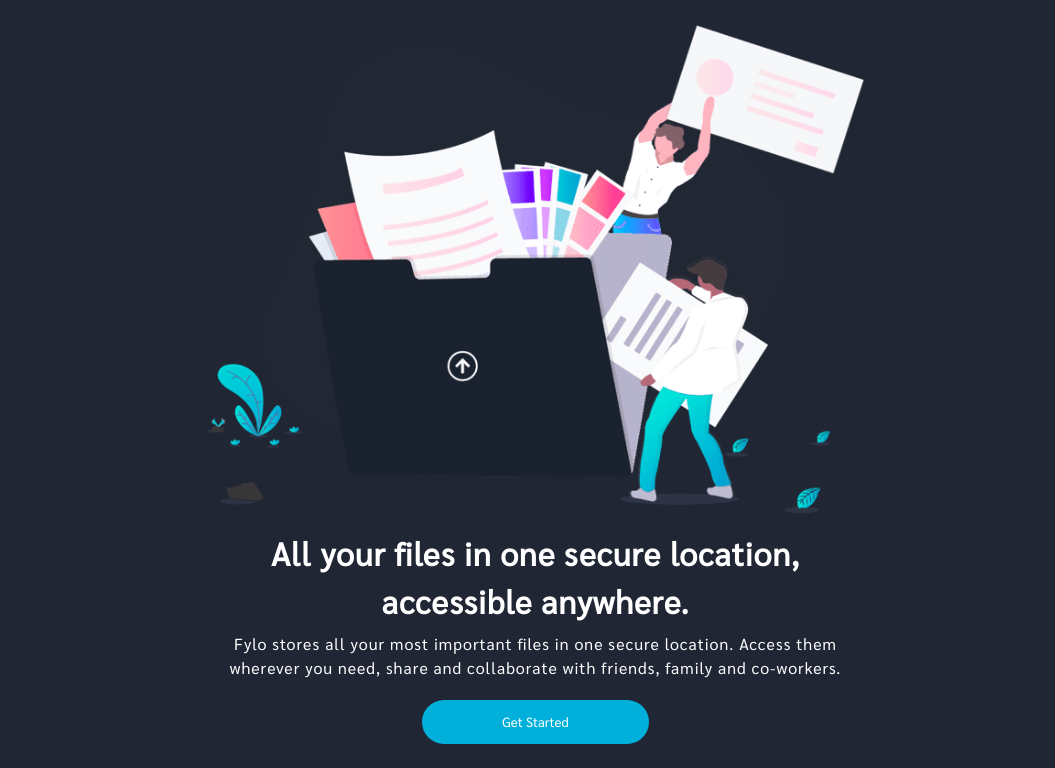 All your files in one secure location,
accessible anywhere.
Fylo stores all your most important files in one secure location. Access them
wherever you need, share and collaborate with friends, family and co-workers.
Get Started